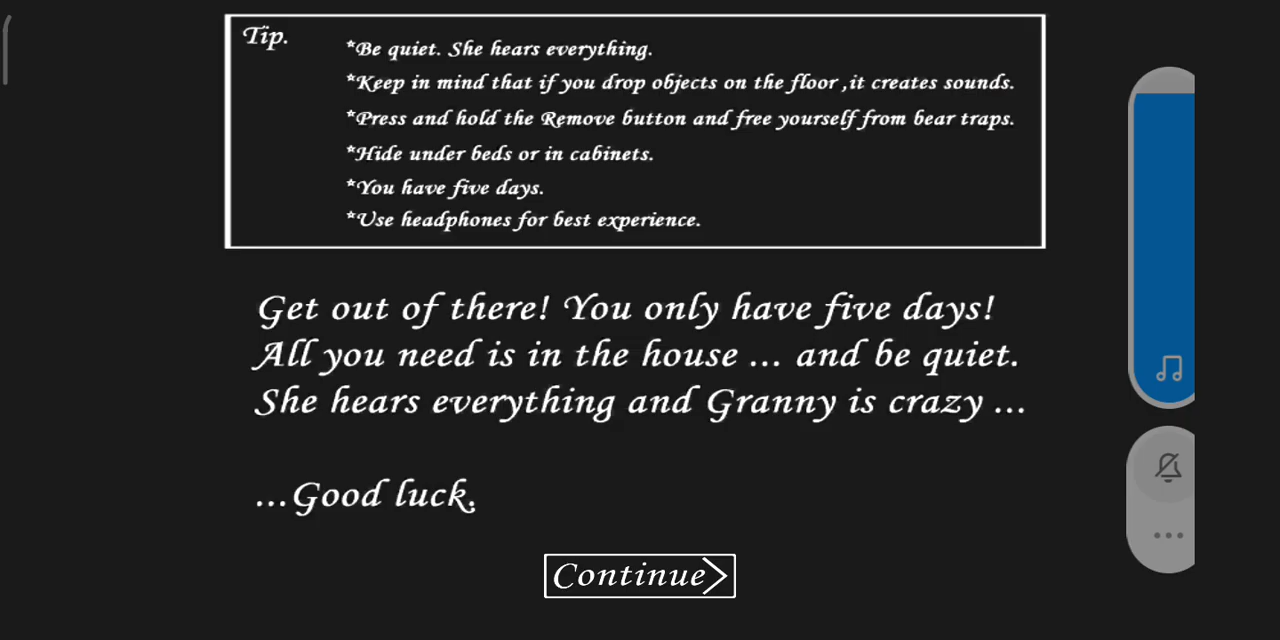 Tip.
*Be quiet. She hears everything.
*Keep in mind that if you drop objects on the floor ,it creates sounds.
*Press and hold the Remove button and free yourself from bear traps.
*Hide under beds or in cabinets.
*You have five days.
*Use headphones for best experience.
Get out of there! You only have five days!
All you need is in the house ... and be quiet.
She hears everything and Granny is crazy ...
...Good luck.
Continue